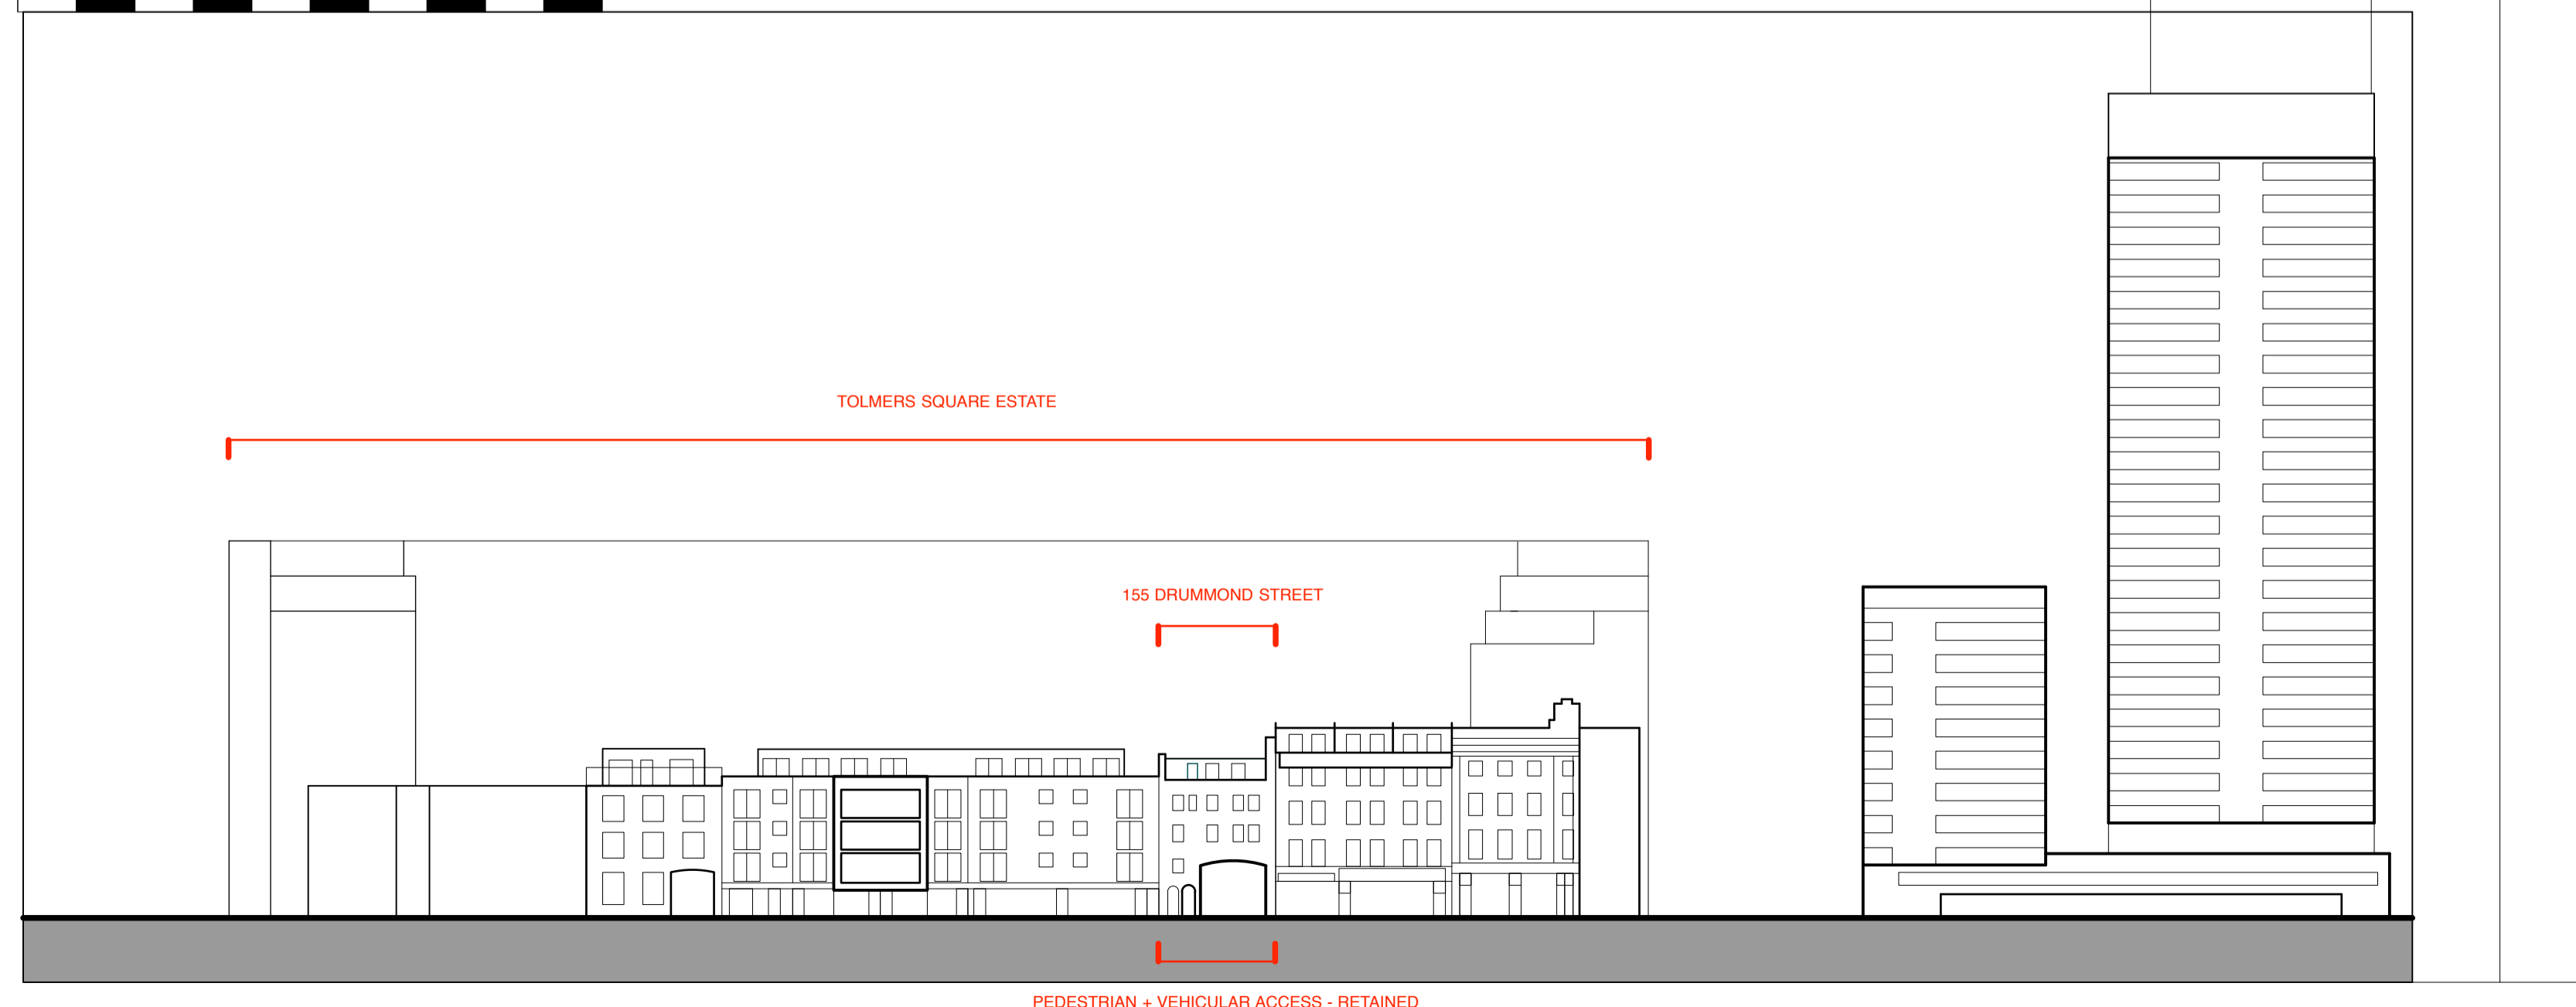 TOLMERS SQUARE ESTATE
155 DRUMMOND STREET
PEDESTRIAN + VEHICULAR ACCESS - RETAINED